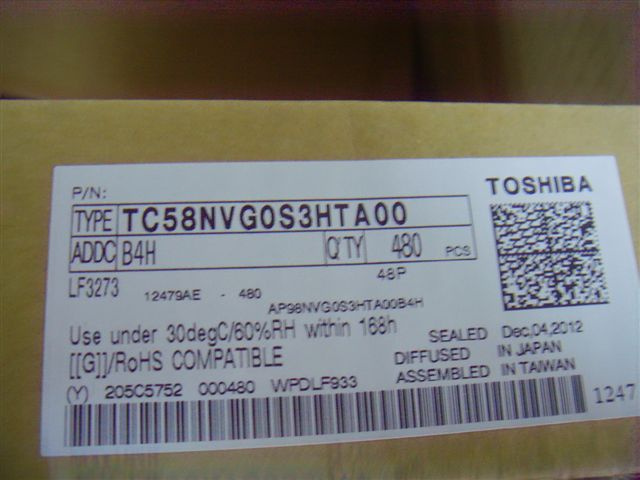 P/N:
TOSHIBA
TYPE TC58NVG0S3HTA00
ADDC B4H Q'TY 480 PCS
48P
LF3273 12479AE - 480
AP98NVG0S3HTA00B4H
Use under 30degC/60%RH within 168h
SEALED Dec,04,2012
[[G]]/RoHS COMPATIBLE
DIFFUSED IN JAPAN
ASSEMBLED IN TAIWAN
(Y) 205C5752 000480 WPDLF933
1247